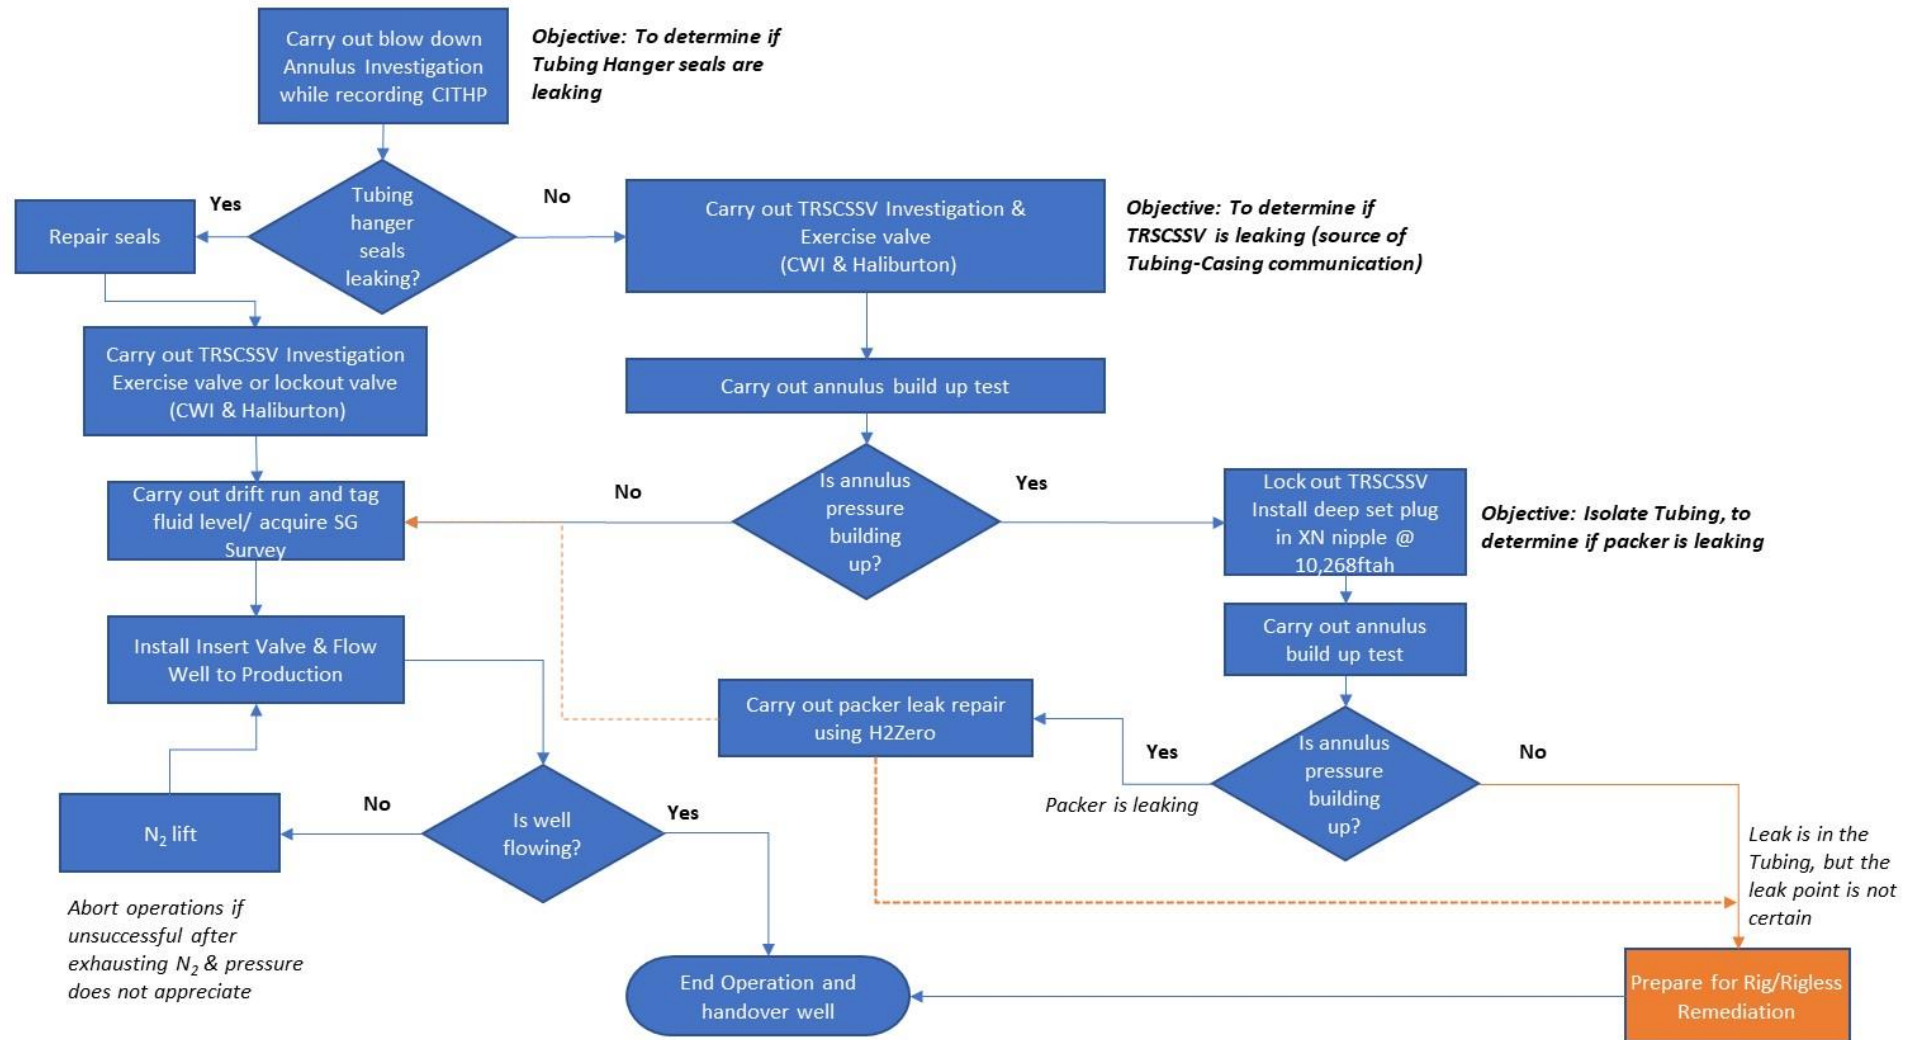 Carry out blow down
Annulus Investigation
while recording CITHP
Objective: To determine if
Tubing Hanger seals are
leaking
Tubing
hanger
seals
leaking?
Yes
No
Repair seals
Carry out TRSCSSV Investigation &
Exercise valve
(CWI & Haliburton)
Objective: To determine if
TRSCSSV is leaking (source of
Tubing-Casing communication)
Carry out TRSCSSV Investigation
Exercise valve or lockout valve
(CWI & Haliburton)
Carry out annulus build up test
Is annulus
pressure
building
up?
No
Yes
Carry out drift run and tag
fluid level/ acquire SG
Survey
Lock out TRSCSSV
Install deep set plug
in XN nipple @
10,268ftah
Objective: Isolate Tubing, to
determine if packer is leaking
Install Insert Valve & Flow
Well to Production
Carry out annulus
build up test
Carry out packer leak repair
using H2Zero
Is annulus
pressure
building
up?
Yes
No
Packer is leaking
Leak is in the
Tubing, but the
leak point is not
certain
Is well
flowing?
No
Yes
N₂ lift
Abort operations if
unsuccessful after
exhausting N₂ & pressure
does not appreciate
End Operation and
handover well
Prepare for Rig/Rigless
Remediation